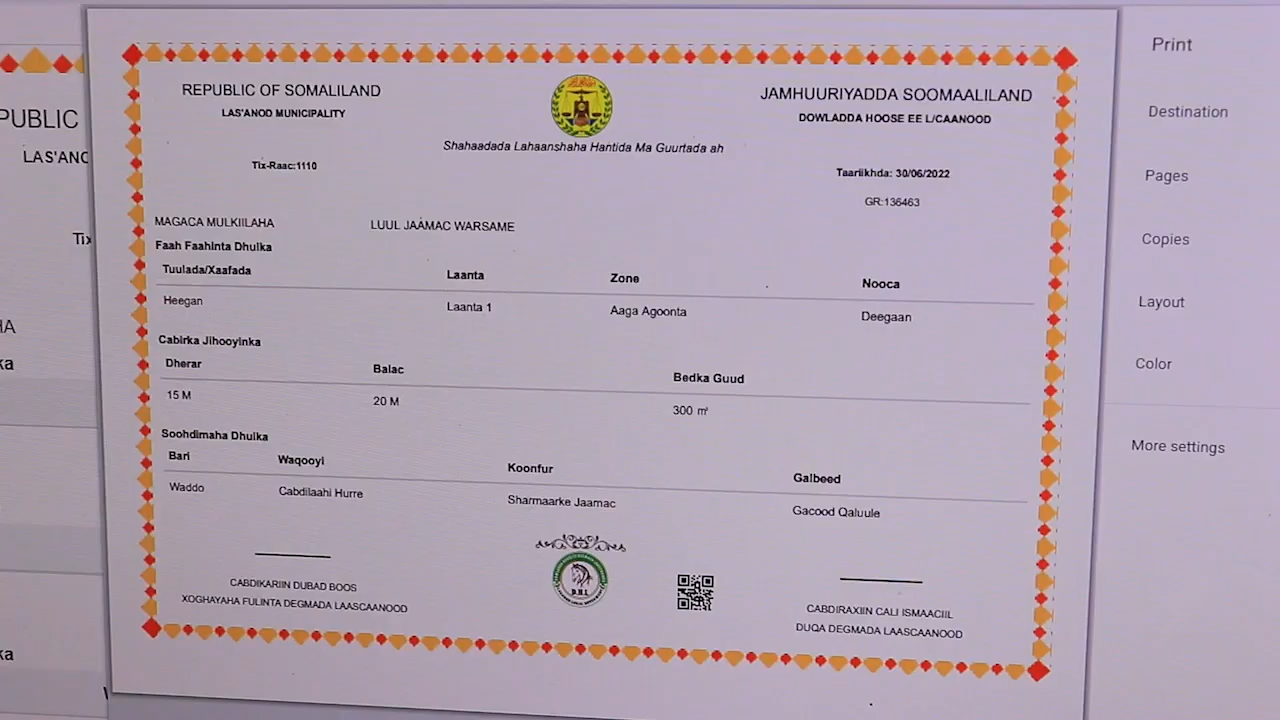 REPUBLIC OF SOMALILAND
LAS'ANOD MUNICIPALITY
JAMHUURIYADDA SOOMAALILAND
DOWLADDA HOOSE EE L/CAANOOD
Shahaadada Lahaanshaha Hantida Ma Guurtada ah
Tix-Raac:1110
Taariikhda: 30/06/2022
GR:136463
MAGACA MULKIILAHA LUUL JAAMAC WARSAME
Faah Faahinta Dhulka
Tuulada/Xaafada Laanta Zone Nooca
Heegan Laanta 1 Aaga Agoonta Deegaan
Cabirka Jihooyinka
Dherar Balac Bedka Guud
15 M 20 M 300 m²
Soohdimaha Dhulka
Bari Waqooyi Koonfur Galbeed
Waddo Cabdilaahi Hurre Sharmaarke Jaamac Gacood Qaluule
CABDIKARIIN DUBAD BOOS
XOGHAYAHA FULINTA DEGMADA LAASCAANOOD
D.H.L
CABDIRAXIIN CALI ISMAACIIL
DUQA DEGMADA LAASCAANOOD
PUBLIC
LAS'ANO
Tix
HA
ka
ka
Print
Destination
Pages
Copies
Layout
Color
More settings